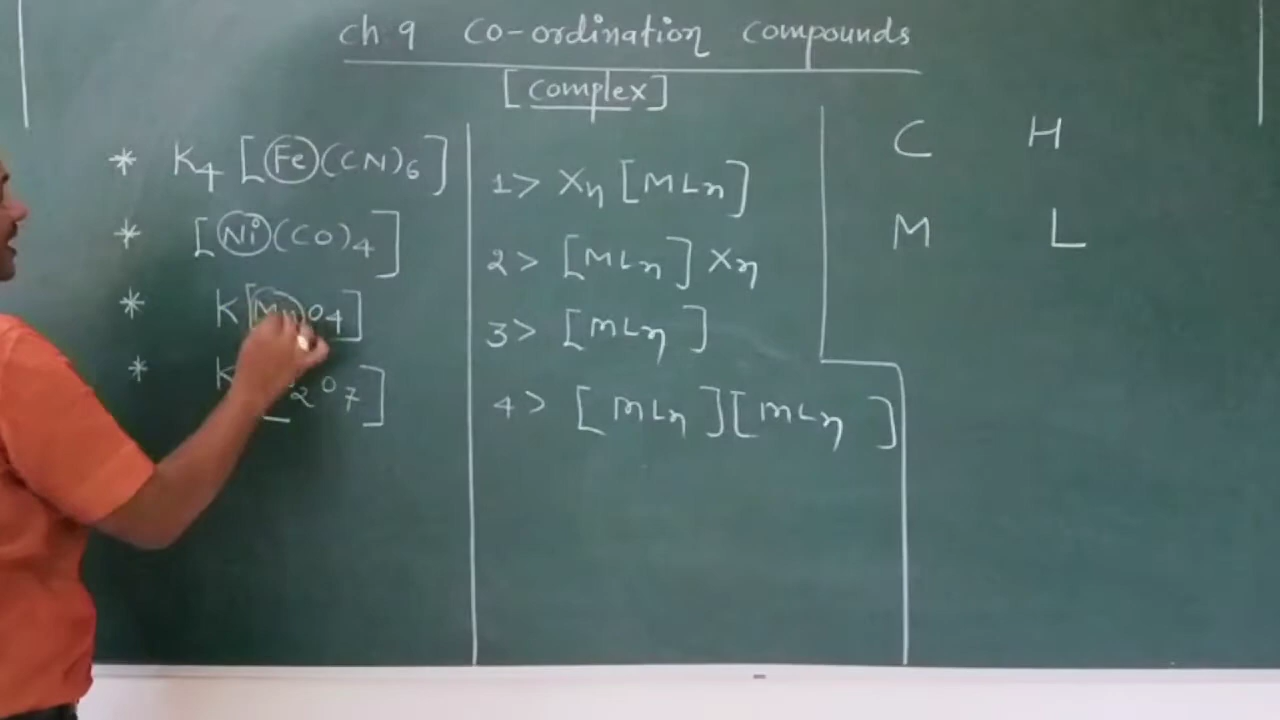 ch 9 Co-ordination compounds
[complex]
* K4 [Fe(CN)6]
* [Ni(CO)4]
* K[MnO4]
* K
2O7]
1> Xn [MLn]
2> [MLn] Xn
3> [MLn]
4> [MLn][MLn]
C H
M L